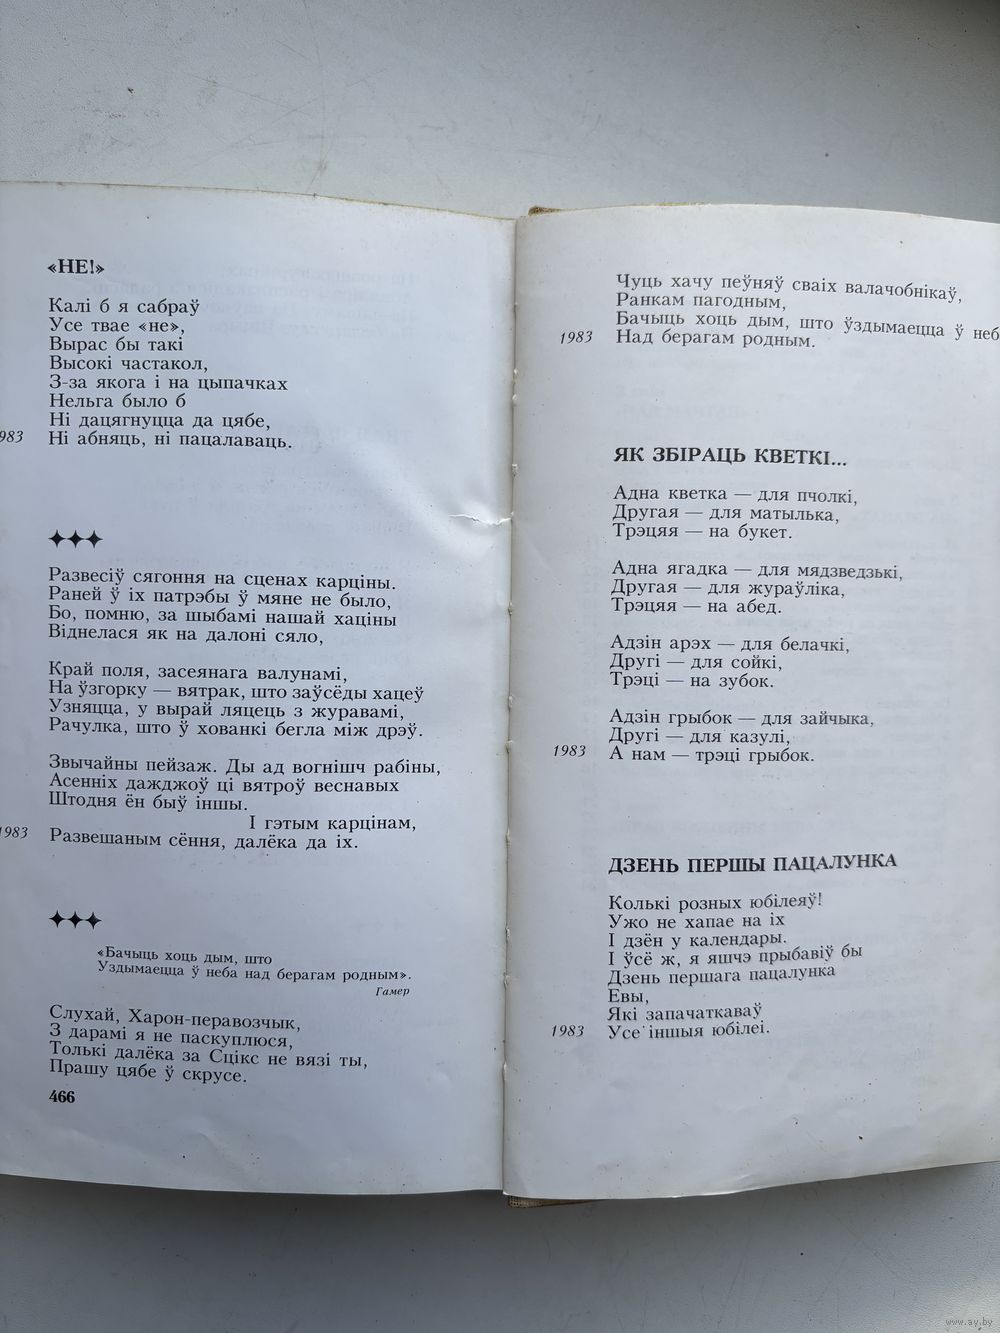 «НЕ!»
Калі б я сабраў
Усе твае «не»,
Вырас бы такі
Высокі частакол,
З-за якога і на цыпачках
Нельга было б
Ні дацягнуцца да цябе,
983 Ні абняць, ні пацалаваць.
✦✦✦
Развесіў сягоння на сценах карціны.
Раней ў іх патрэбы ў мяне не было,
Бо, помню, за шыбамі нашай хаціны
Віднелася як на далоні сяло,
Край поля, засеянага валунамі,
На ўзгорку — вятрак, што заўсёды хацеў
Узняцца, у вырай ляцець з журавамі,
Рачулка, што ў хованкі бегла між дрэў.
Звычайны пейзаж. Ды ад вогнішч рабіны,
Асенніх дажджоў ці вятроў веснавых
Штодня ён быў іншы.
І гэтым карцінам,
1983 Развешаным сёння, далёка да іх.
✦✦✦
«Бачыць хоць дым, што
Уздымаецца ў неба над берагам родным».
Гамер
Слухай, Харон-перавозчык,
З дарамі я не паскуплюся,
Толькі далёка за Сцікс не вязі ты,
Прашу цябе ў скрусе.
466
Чуць хачу пеўняў сваіх валачобнікаў,
Ранкам пагодным,
Бачыць хоць дым, што ўздымаецца ў неб
1983 Над берагам родным.
ЯК ЗБІРАЦЬ КВЕТКІ...
Адна кветка — для пчолкі,
Другая — для матылька,
Трэцяя — на букет.
Адна ягадка — для мядзведзькі,
Другая — для жураўліка,
Трэцяя — на абед.
Адзін арэх — для белачкі,
Другі — для сойкі,
Трэці — на зубок.
Адзін грыбок — для зайчыка,
Другі — для казулі,
1983 А нам — трэці грыбок.
ДЗЕНЬ ПЕРШЫ ПАЦАЛУНКА
Колькі розных юбілеяў!
Ужо не хапае на іх
І дзён у календары.
І ўсё ж, я яшчэ прыбавіў бы
Дзень першага пацалунка
Евы,
Які запачаткаваў
1983 Усе іншыя юбілеі.
www.ay.by